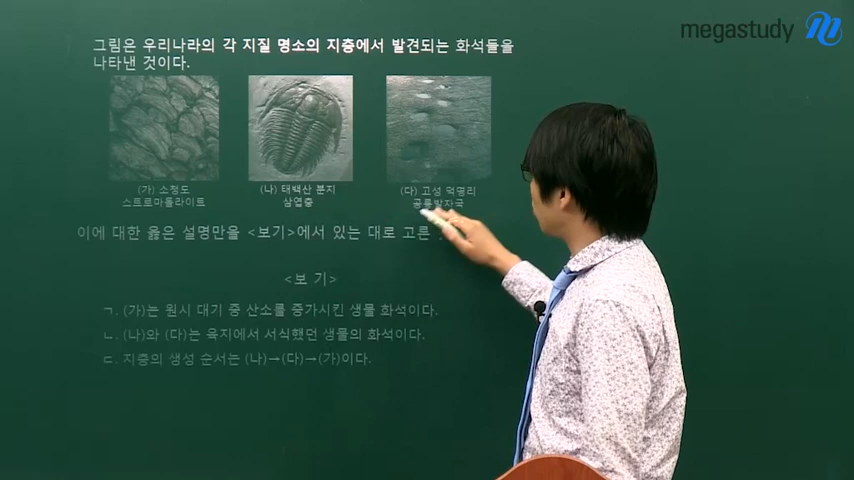 megastudy
그림은 우리나라의 각 지질 명소의 지층에서 발견되는 화석들을
나타낸 것이다.
(가) 소청도
스트로마톨라이트
(나) 태백산 분지
삼엽충
(다) 고성 덕명리
공룡발자국
이에 대한 옳은 설명만을 <보기>에서 있는 대로 고른
<보 기>
ㄱ. (가)는 원시 대기 중 산소를 증가시킨 생물 화석이다.
ㄴ. (나)와 (다)는 육지에서 서식했던 생물의 화석이다.
ㄷ. 지층의 생성 순서는 (나)→(다)→(가)이다.